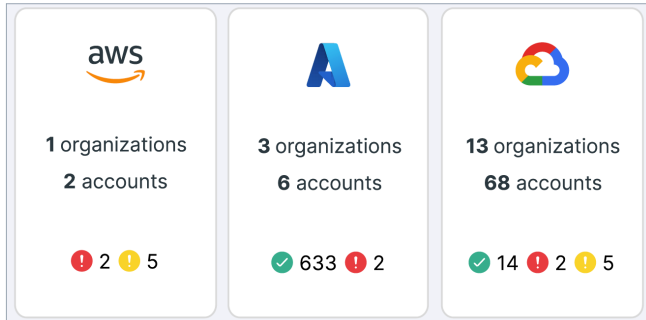 aws
1 organizations
2 accounts
2 5
3 organizations
6 accounts
633 2
13 organizations
68 accounts
14 2 5